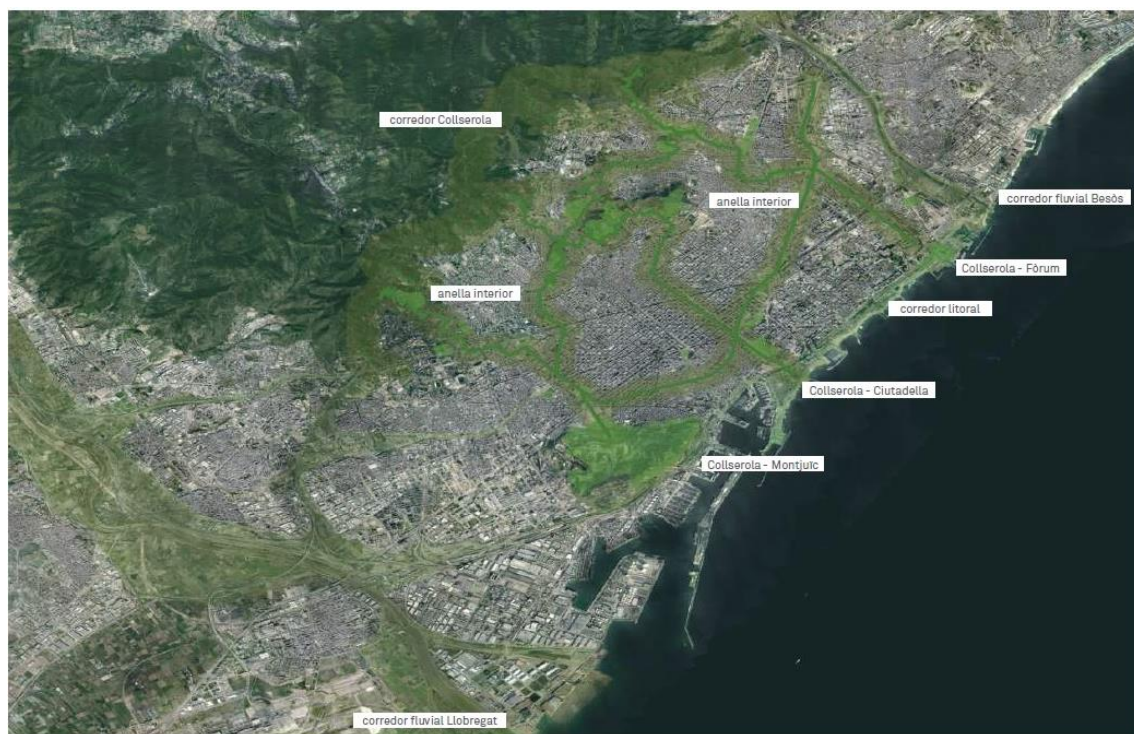 corredor Collserola
anella interior
corredor fluvial Besòs
Collserola - Fòrum
anella interior
corredor litoral
Collserola - Ciutadella
Collserola - Montjuïc
corredor fluvial Llobregat